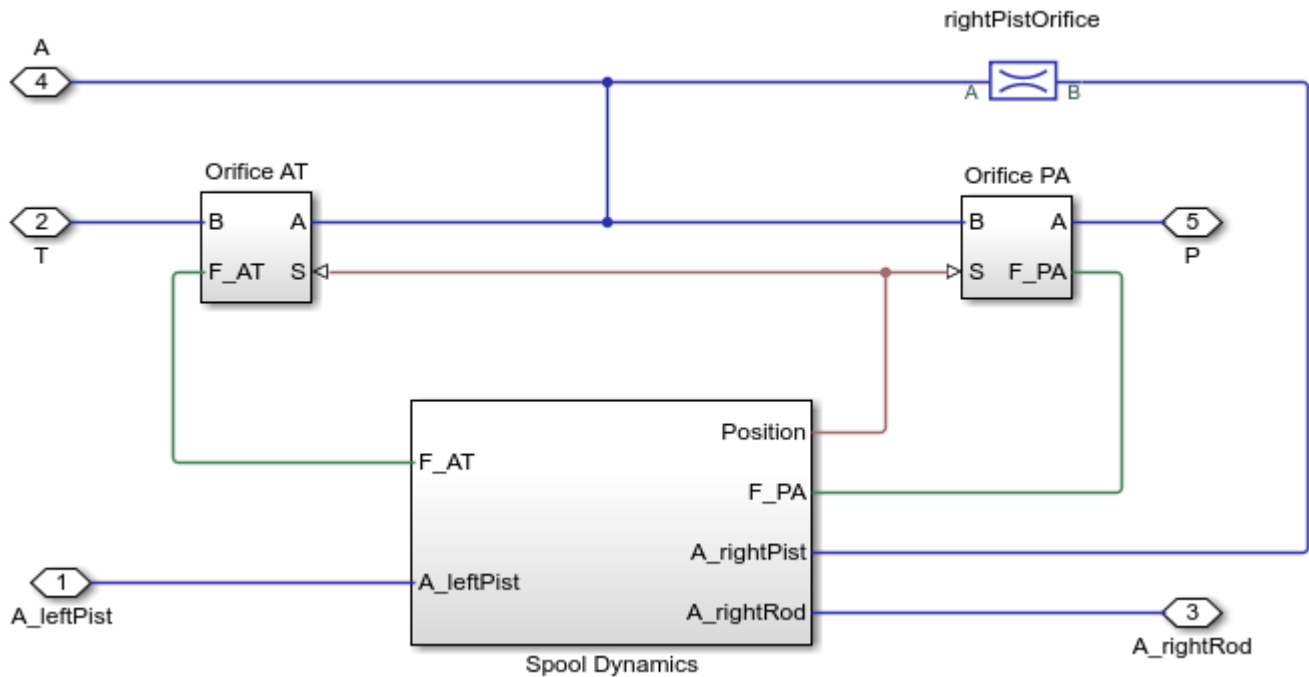 rightPistOrifice
A
4
A
B
Orifice AT
Orifice PA
2
T
B
A
F_AT
S
B
A
S
F_PA
5
P
Position
F_AT
F_PA
A_rightPist
1
A_leftPist
A_leftPist
A_rightRod
3
A_rightRod
Spool Dynamics